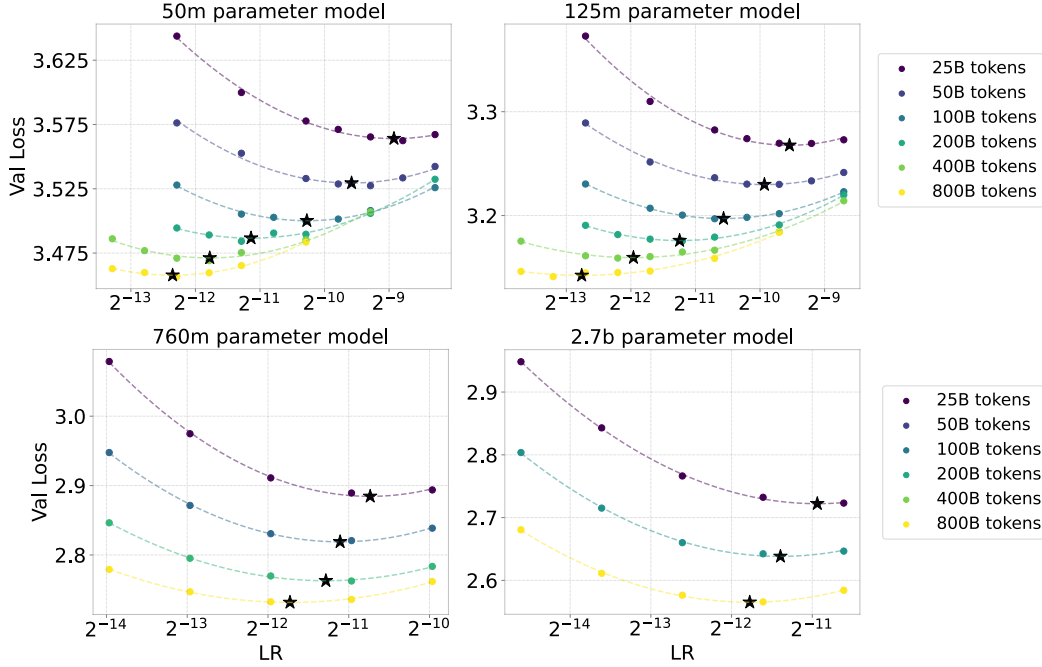 50m parameter model
125m parameter model
Val Loss
3.625
3.575
3.525
3.475
2⁻¹³ 2⁻¹² 2⁻¹¹ 2⁻¹⁰ 2⁻⁹
3.3
3.2
2⁻¹³ 2⁻¹² 2⁻¹¹ 2⁻¹⁰ 2⁻⁹
25B tokens
50B tokens
100B tokens
200B tokens
400B tokens
800B tokens
760m parameter model
2.7b parameter model
Val Loss
3.0
2.9
2.8
2⁻¹⁴ 2⁻¹³ 2⁻¹² 2⁻¹¹ 2⁻¹⁰
LR
2.9
2.8
2.7
2.6
2⁻¹⁴ 2⁻¹³ 2⁻¹² 2⁻¹¹
LR
25B tokens
50B tokens
100B tokens
200B tokens
400B tokens
800B tokens